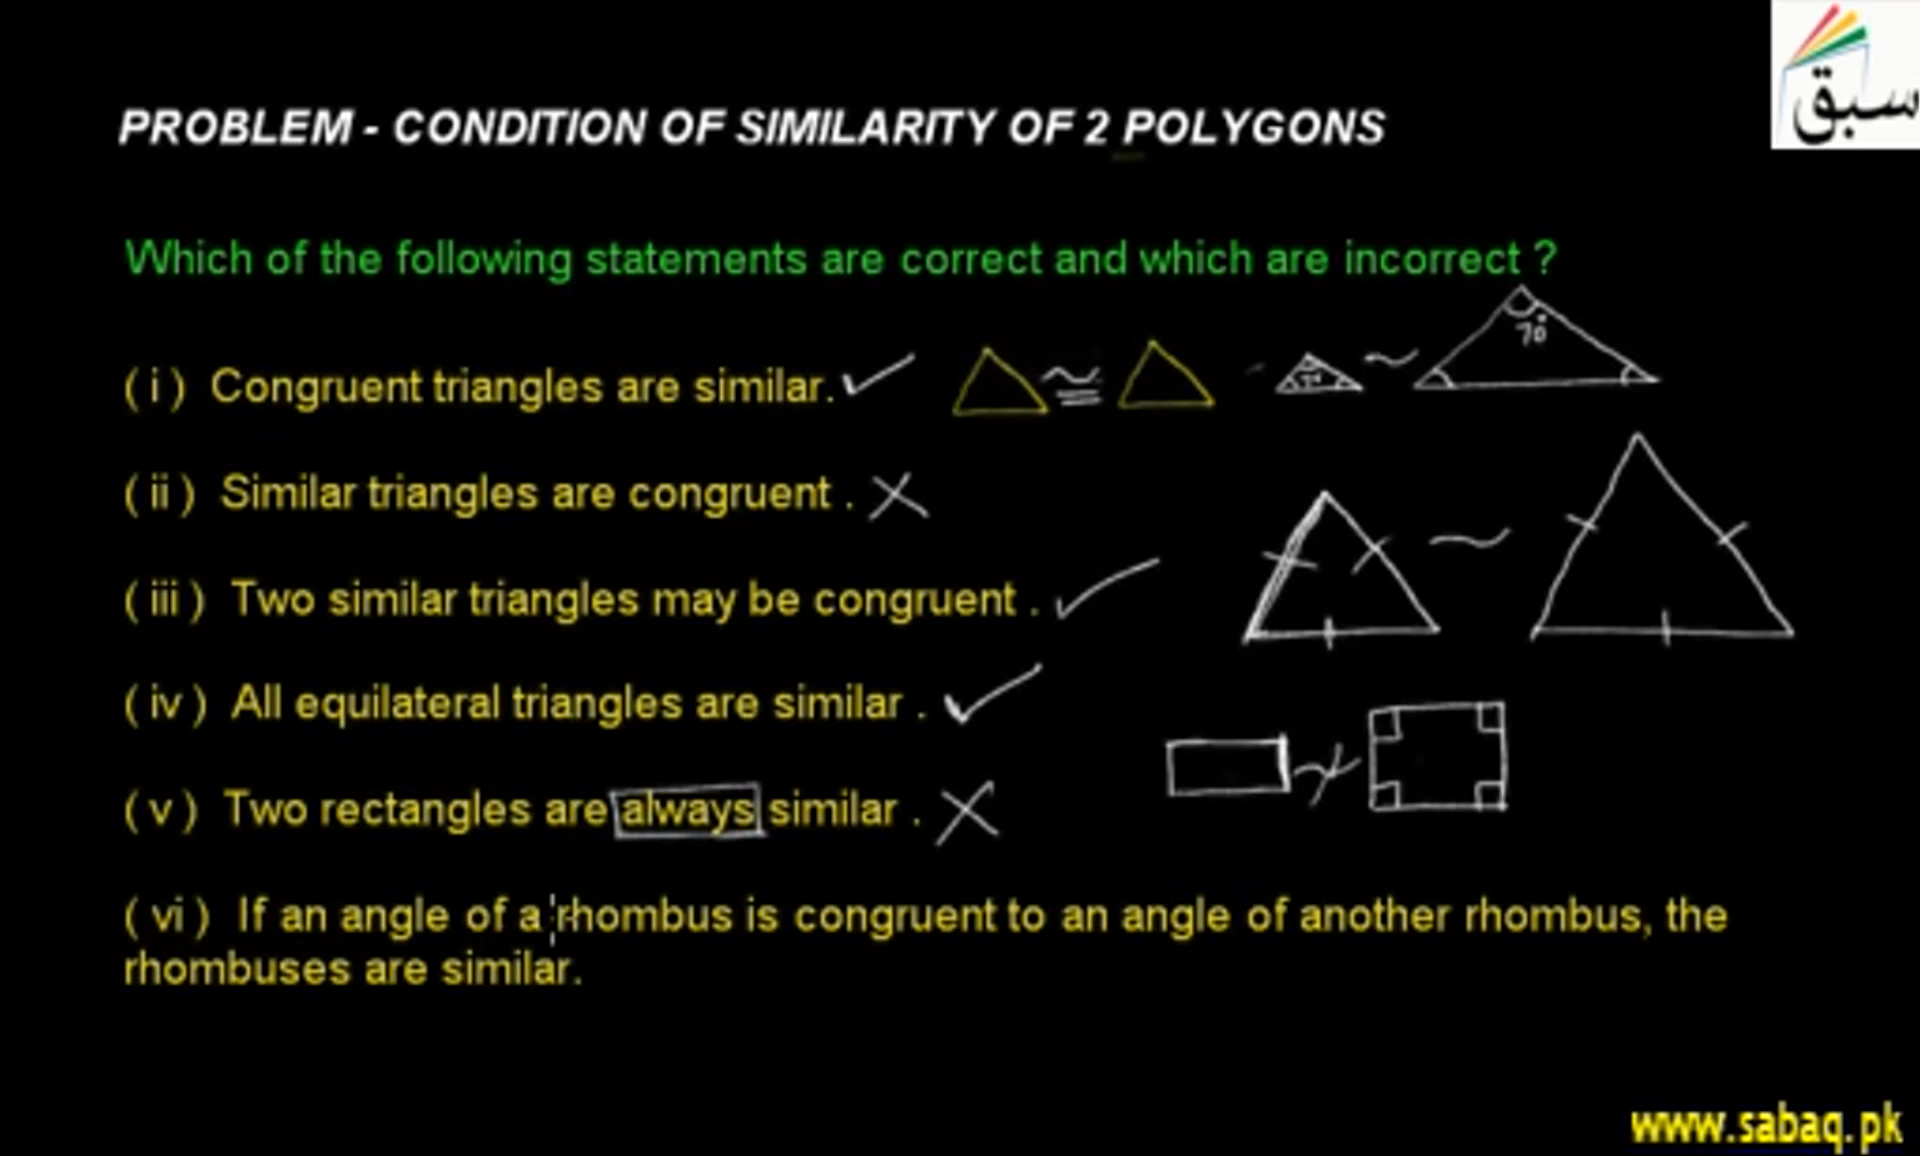 سبق
PROBLEM - CONDITION OF SIMILARITY OF 2 POLYGONS
Which of the following statements are correct and which are incorrect ?
( i ) Congruent triangles are similar. ≅ ~ 70°
( ii ) Similar triangles are congruent .
( iii ) Two similar triangles may be congruent . ~
( iv ) All equilateral triangles are similar .
( v ) Two rectangles are always similar . ≁
( vi ) If an angle of a rhombus is congruent to an angle of another rhombus, the
rhombuses are similar.
www.sabaq.pk